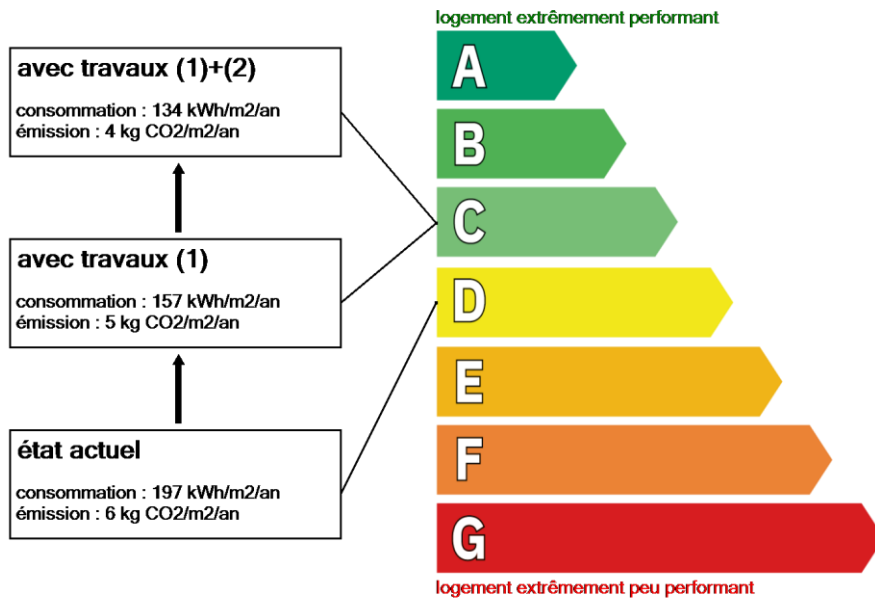 logement extrêmement performant
avec travaux (1)+(2)
consommation : 134 kWh/m2/an
émission : 4 kg CO2/m2/an
avec travaux (1)
consommation : 157 kWh/m2/an
émission : 5 kg CO2/m2/an
état actuel
consommation : 197 kWh/m2/an
émission : 6 kg CO2/m2/an
A
B
C
D
E
F
G
logement extrêmement peu performant